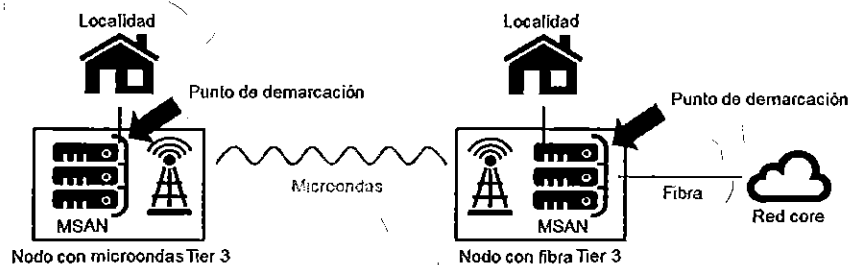 Localidad
Localidad
Punto de demarcación
Punto de demarcación
Microondas
Fibra
MSAN
MSAN
Red core
Nodo con microondas Tier 3
Nodo con fibra Tier 3